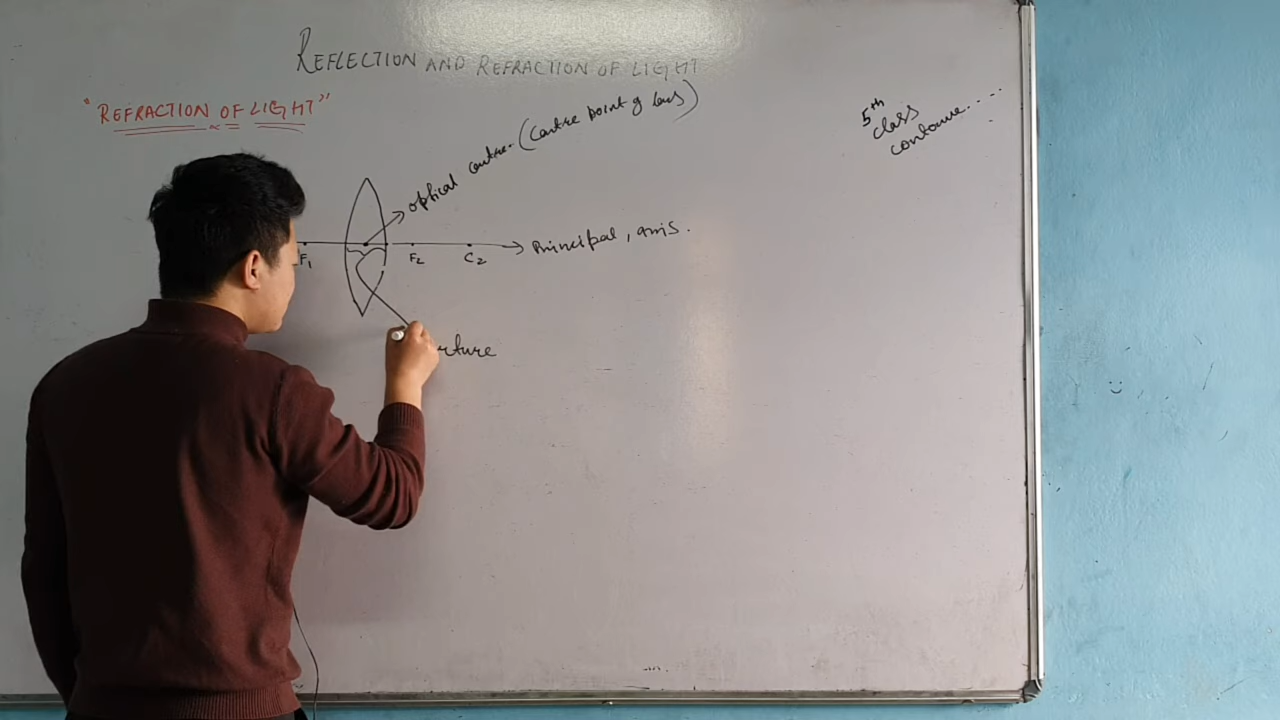 REFLECTION AND REFRACTION OF LIGHT
"REFRACTION OF LIGHT"
5th
class
continue....
optical centre. (Centre point of lens)
Principal, axis.
F1
F2
C2
rture